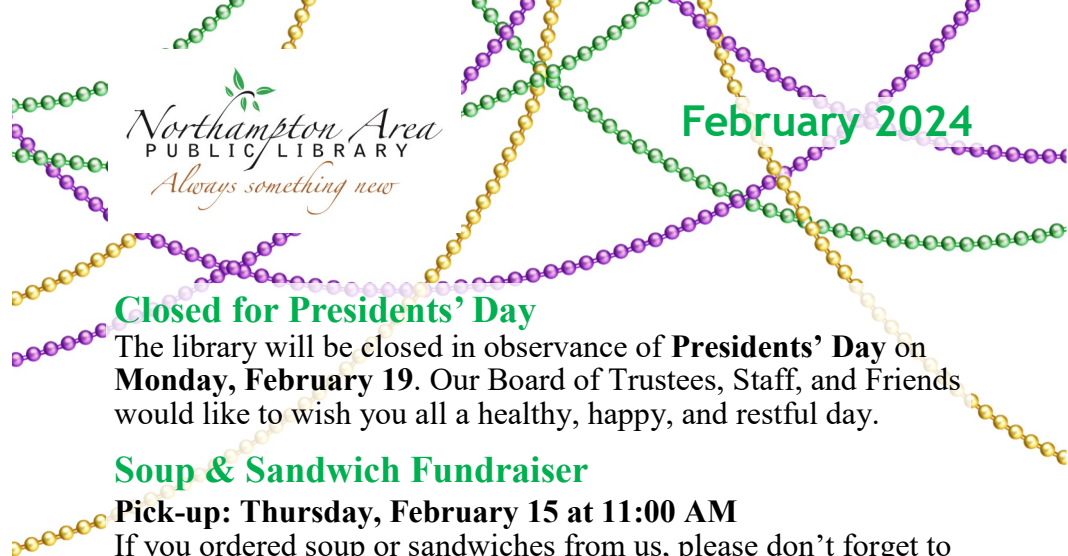 Northampton Area
PUBLIC LIBRARY
Always something new
February 2024
Closed for Presidents’ Day
The library will be closed in observance of Presidents’ Day on
Monday, February 19. Our Board of Trustees, Staff, and Friends
would like to wish you all a healthy, happy, and restful day.
Soup & Sandwich Fundraiser
Pick-up: Thursday, February 15 at 11:00 AM
If you ordered soup or sandwiches from us, please don’t forget to